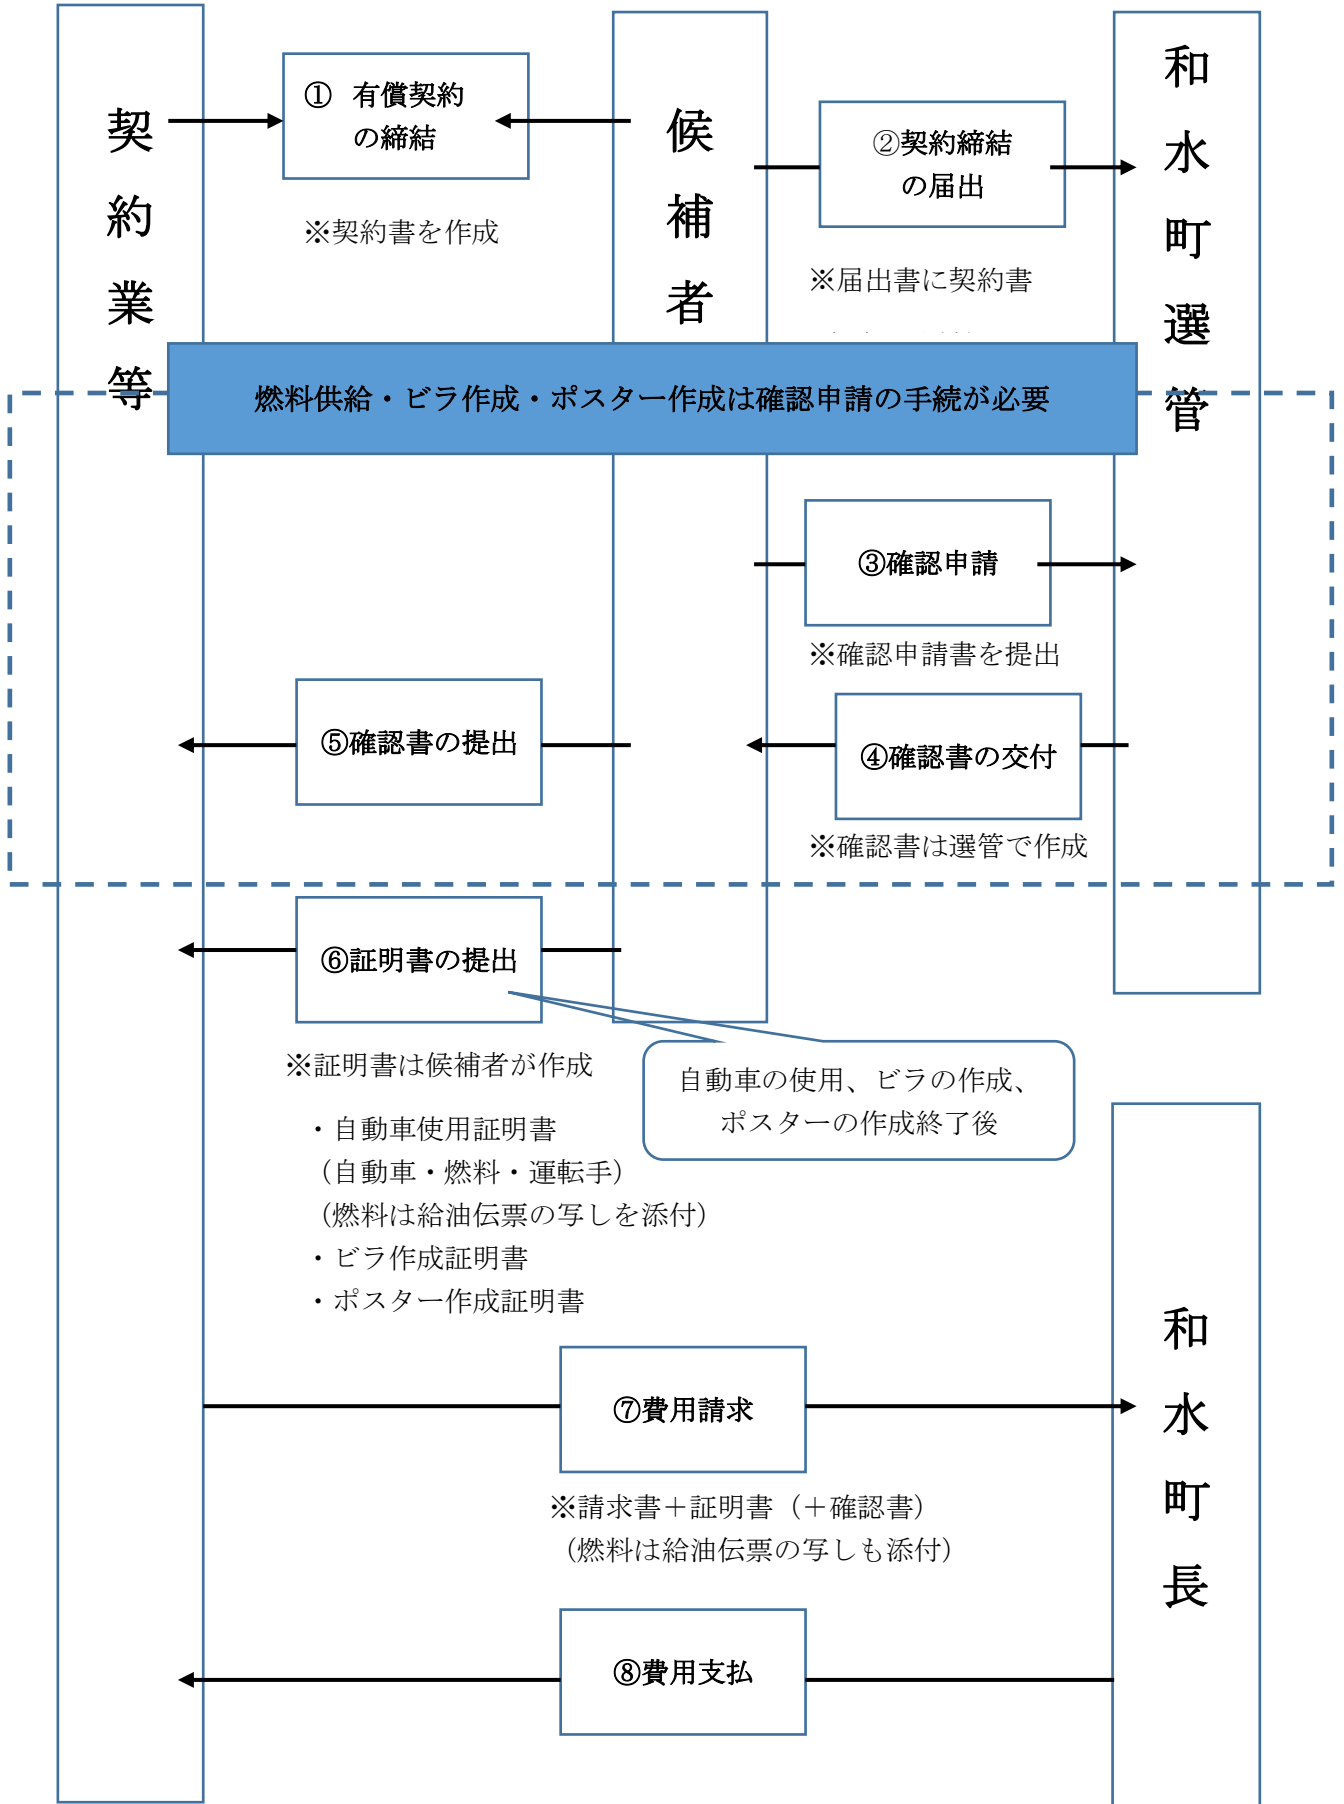 契約業等
候補者
和水町選管
① 有償契約
の締結
※契約書を作成
②契約締結
の届出
※届出書に契約書
燃料供給・ビラ作成・ポスター作成は確認申請の手続が必要
③確認申請
※確認申請書を提出
④確認書の交付
※確認書は選管で作成
⑤確認書の提出
⑥証明書の提出
※証明書は候補者が作成
自動車の使用、ビラの作成、
ポスターの作成終了後
・自動車使用証明書
（自動車・燃料・運転手）
（燃料は給油伝票の写しを添付）
・ビラ作成証明書
・ポスター作成証明書
和水町長
⑦費用請求
※請求書＋証明書（＋確認書）
（燃料は給油伝票の写しも添付）
⑧費用支払